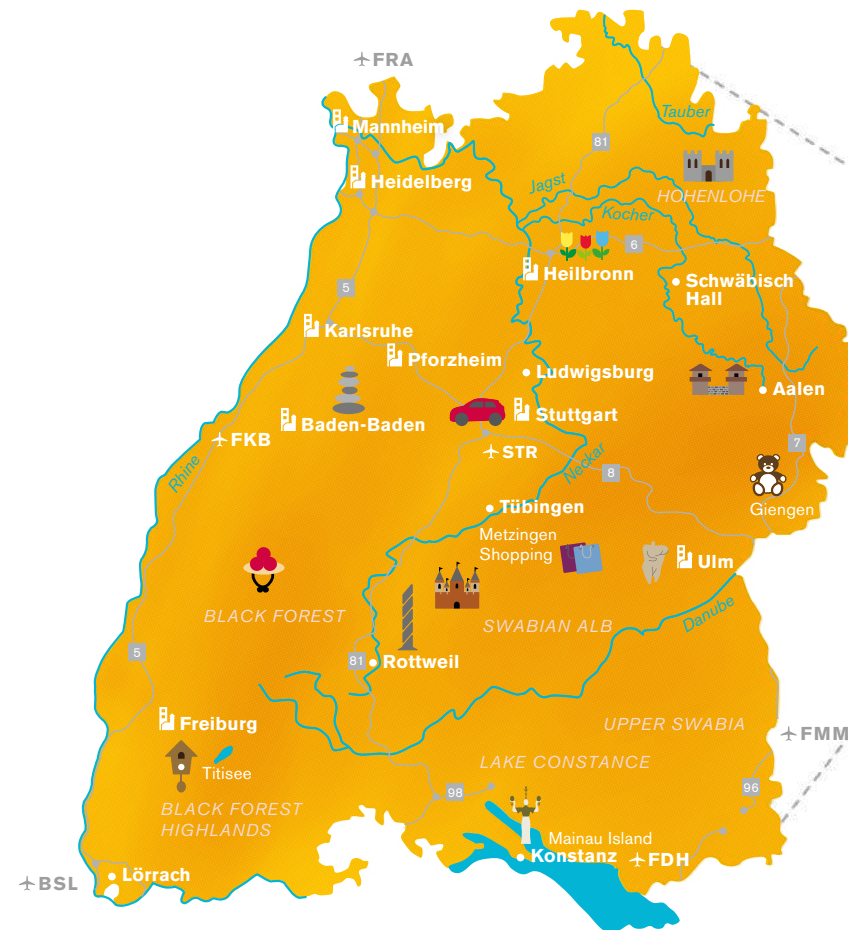 FRA
Mannheim
Tauber
81
Heidelberg
Jagst
HOHENLOHE
Kocher
6
Heilbronn
5
Schwäbisch
Hall
Karlsruhe
Pforzheim
Ludwigsburg
Aalen
Baden-Baden
Stuttgart
FKB
STR
7
Rhine
Neckar
8
Tübingen
Giengen
Metzingen
Shopping
Ulm
BLACK FOREST
SWABIAN ALB
Danube
5
81
Rottweil
Freiburg
UPPER SWABIA
FMM
Titisee
LAKE CONSTANCE
98
96
BLACK FOREST
HIGHLANDS
Mainau Island
Konstanz
FDH
Lörrach
BSL